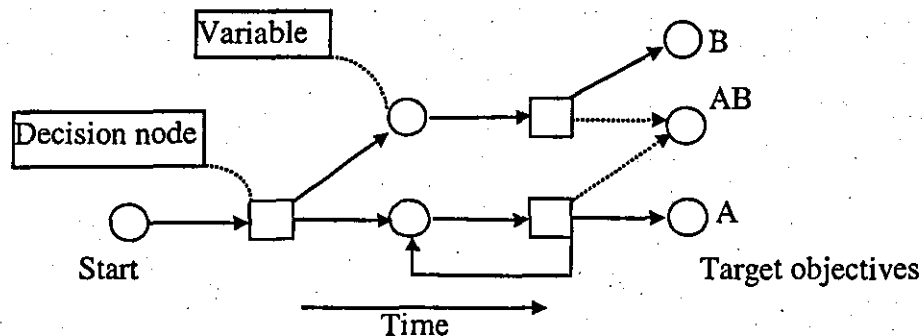 Variable
B
AB
Decision node
A
Start
Target objectives
Time